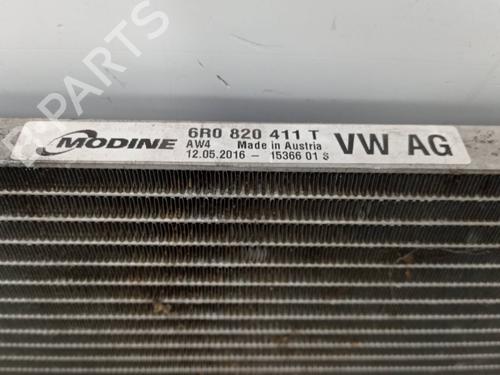 MODINE
6R0 820 411 T
AW4 Made in Austria
12.05.2016 - 15366 01 S
VW AG
B-PARTS